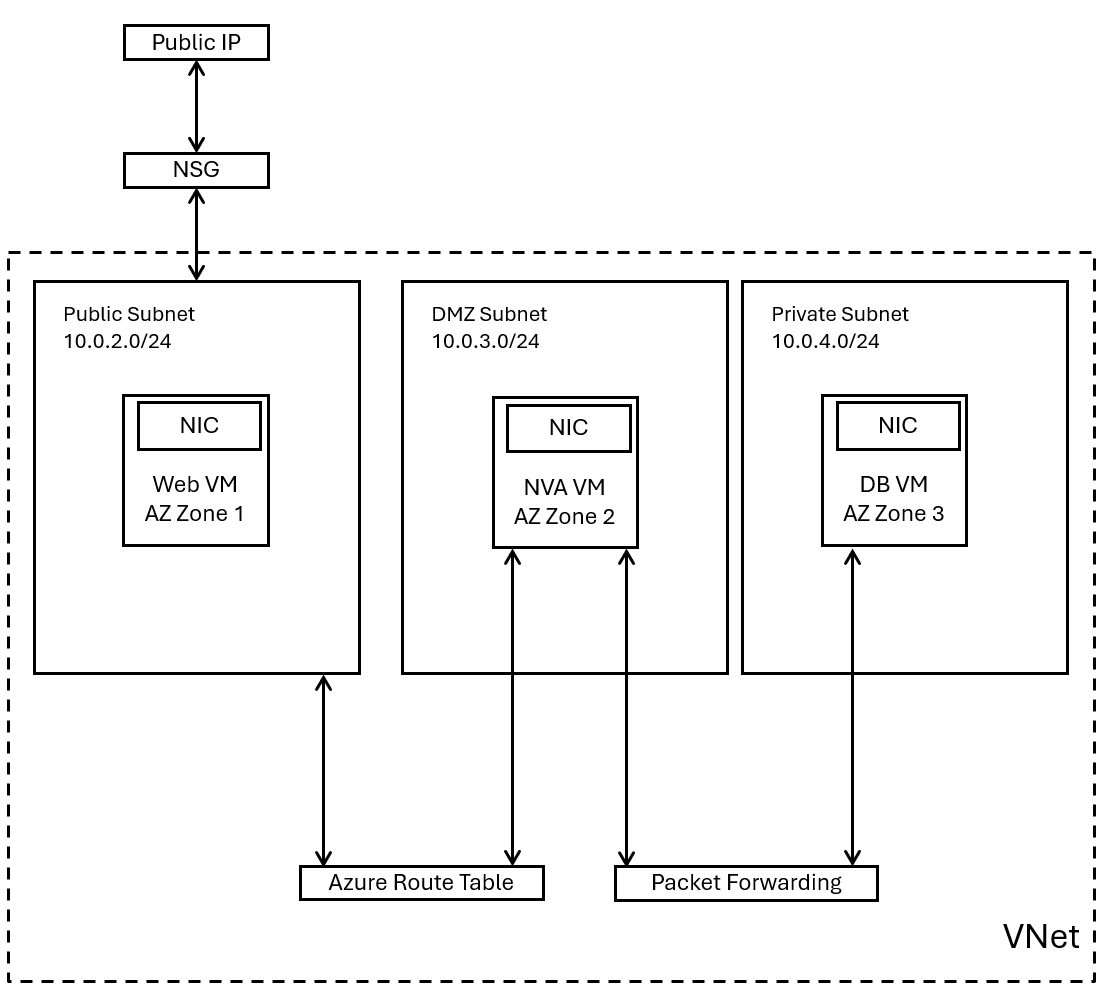 Public IP
NSG
Public Subnet
10.0.2.0/24
NIC
Web VM
AZ Zone 1
DMZ Subnet
10.0.3.0/24
NIC
NVA VM
AZ Zone 2
Private Subnet
10.0.4.0/24
NIC
DB VM
AZ Zone 3
Azure Route Table
Packet Forwarding
VNet